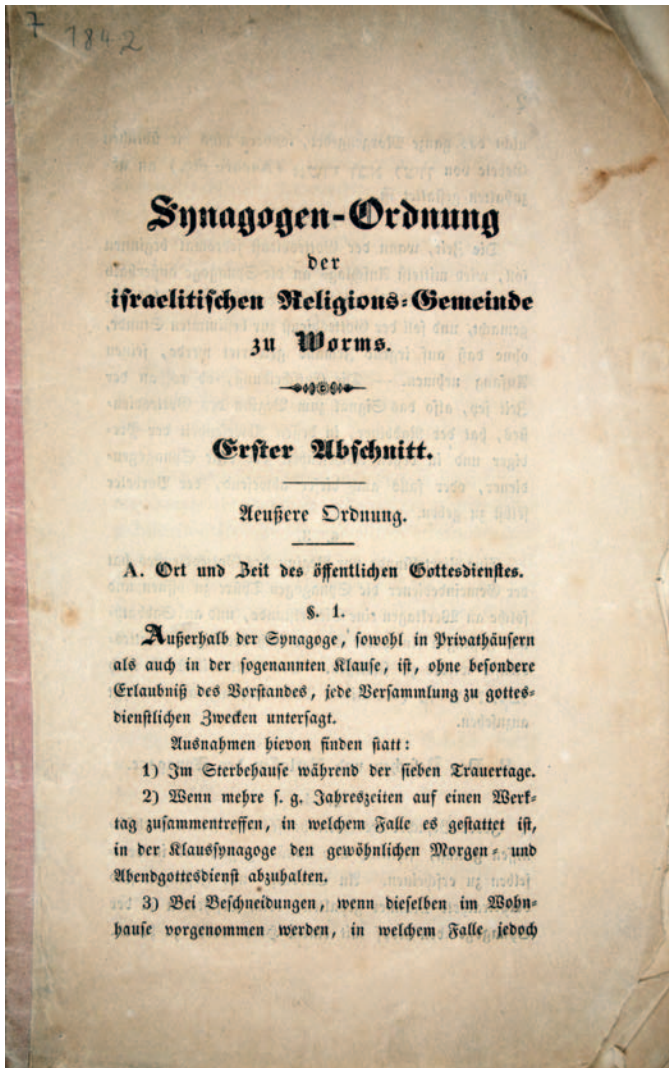 7 1842
Synagogen-Ordnung
der
israelitischen Religions-Gemeinde
zu Worms.
Erster Abschnitt.
Aeußere Ordnung.
A. Ort und Zeit des öffentlichen Gottesdienstes.
§. 1.
Außerhalb der Synagoge, sowohl in Privathäusern
als auch in der sogenannten Klause, ist, ohne besondere
Erlaubniß des Vorstandes, jede Versammlung zu gottes-
dienstlichen Zwecken untersagt.
Ausnahmen hievon finden statt:
1) Im Sterbehause während der sieben Trauertage.
2) Wenn mehre s. g. Jahreszeiten auf einen Werk-
tag zusammentreffen, in welchem Falle es gestattet ist,
in der Klaussynagoge den gewöhnlichen Morgen- und
Abendgottesdienst abzuhalten.
3) Bei Beschneidungen, wenn dieselben im Wohn-
hause vorgenommen werden, in welchem Falle jedoch